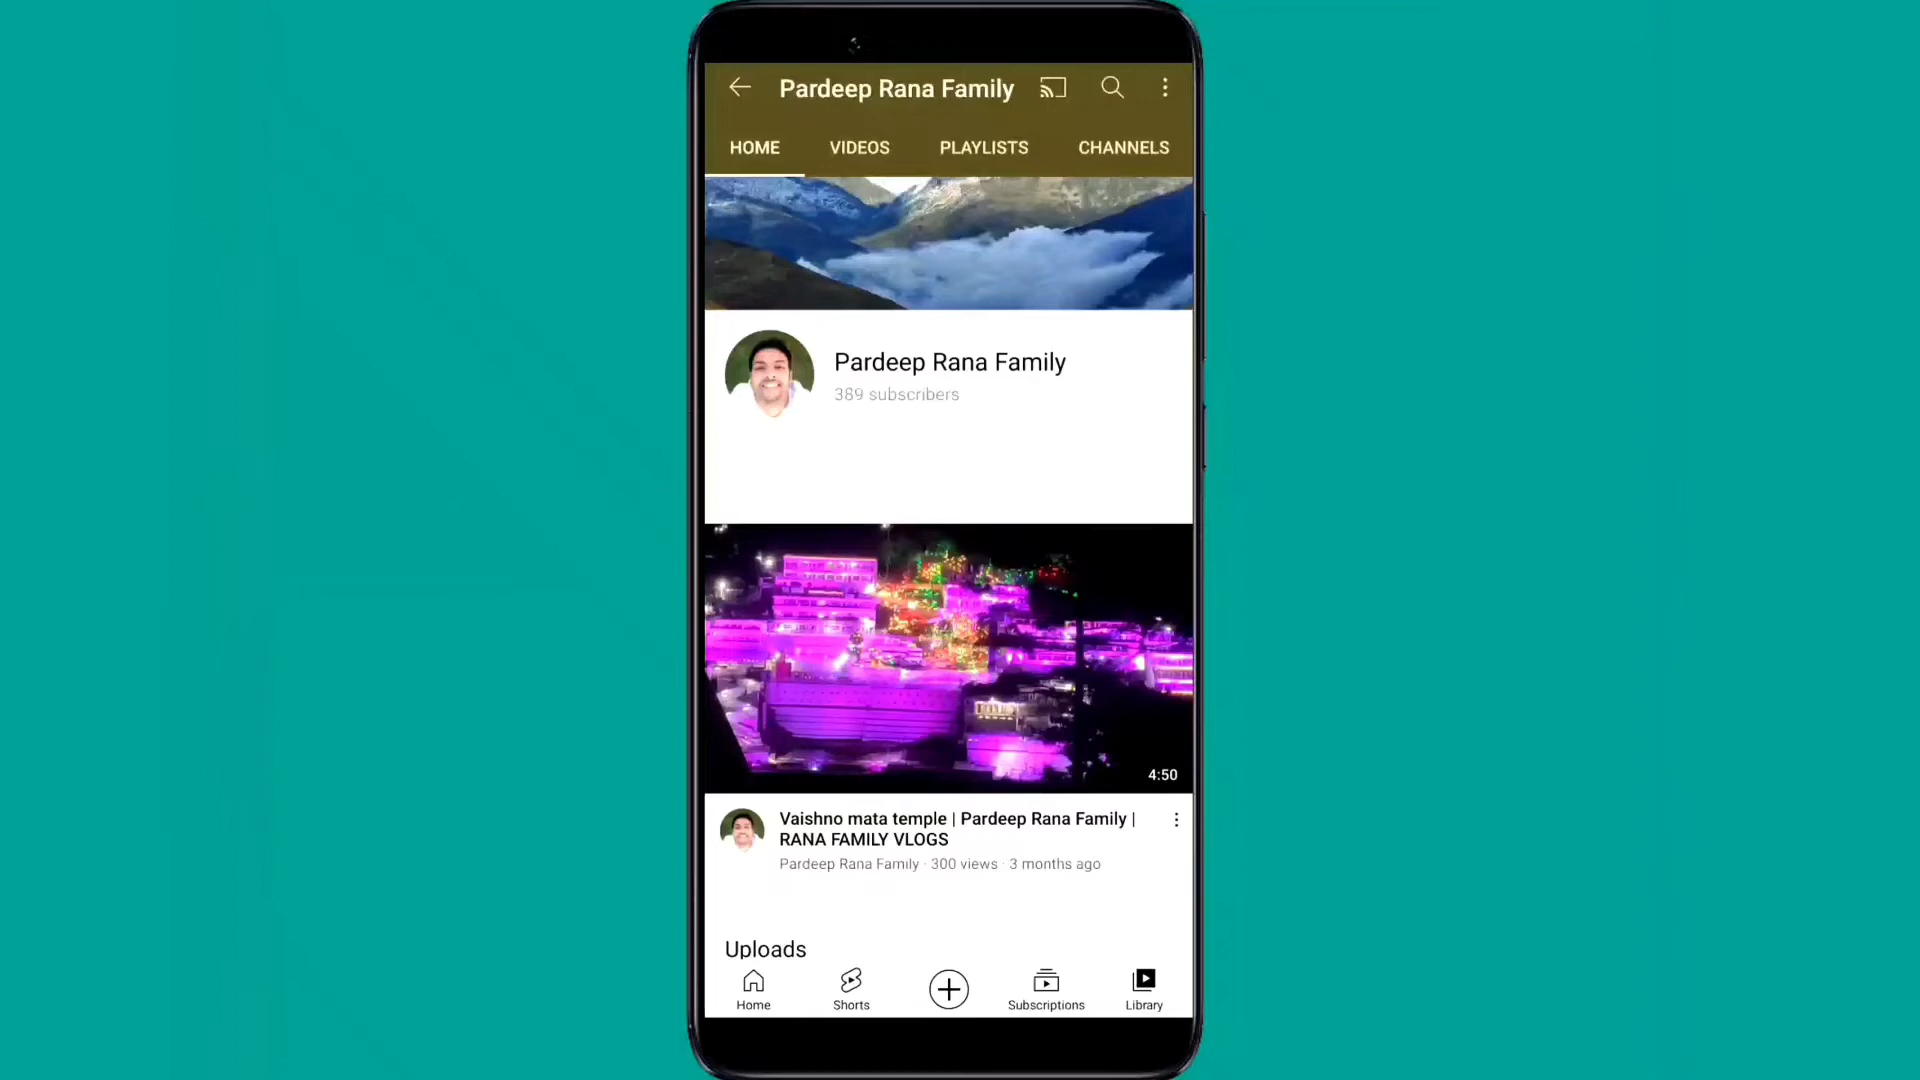 Pardeep Rana Family
HOME VIDEOS PLAYLISTS CHANNELS
Pardeep Rana Family
389 subscribers
4:50
Vaishno mata temple | Pardeep Rana Family |
RANA FAMILY VLOGS
Pardeep Rana Family · 300 views · 3 months ago
Uploads
Home Shorts Subscriptions Library